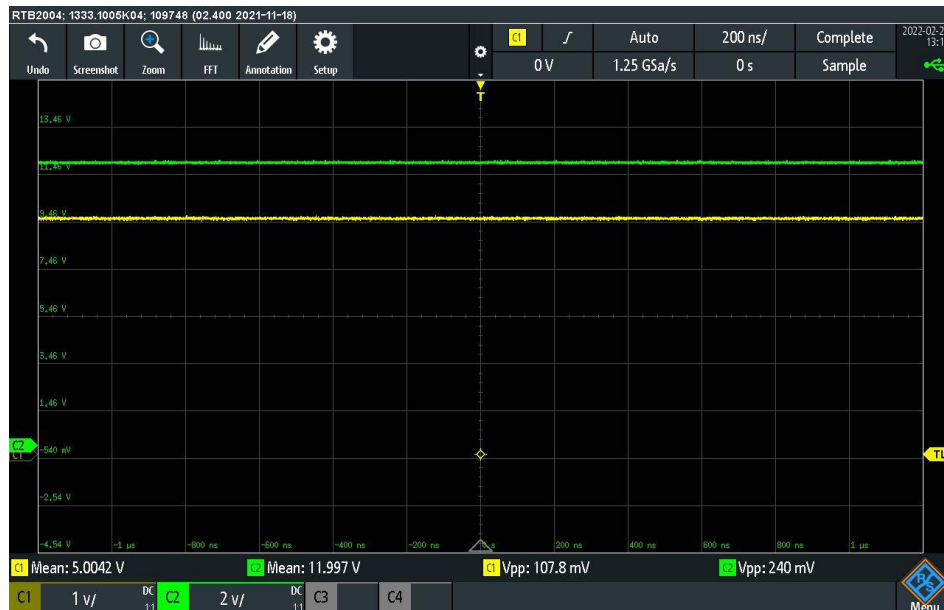 RTB2004; 1333.1005K04; 109748 (02.400 2021-11-18)
Undo Screenshot Zoom FFT Annotation Setup
C1 Auto 200 ns/ Complete
0 V 1.25 GSa/s 0 s Sample
T
13.46 V
11.46 V
9.46 V
7.46 V
5.46 V
3.46 V
1.46 V
C2
C1 -540 mV TL
-2.54 V
-4.54 V -1 µs -800 ns -600 ns -400 ns -200 ns 0 s 200 ns 400 ns 600 ns 800 ns 1 µs
C1 Mean: 5.0042 V C2 Mean: 11.997 V C1 Vpp: 107.8 mV C2 Vpp: 240 mV
C1 1 V/ DC C2 2 V/ DC C3 C4
R S
Menu